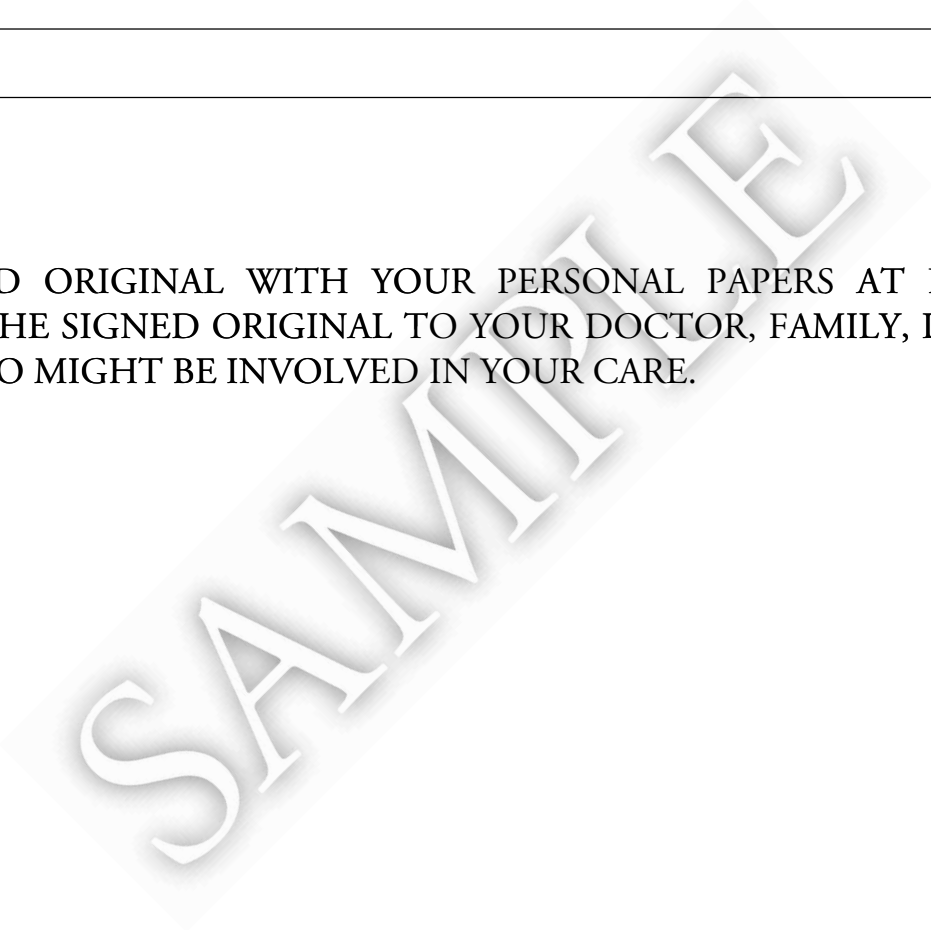 D ORIGINAL WITH YOUR PERSONAL PAPERS AT
HE SIGNED ORIGINAL TO YOUR DOCTOR, FAMILY,
O MIGHT BE INVOLVED IN YOUR CARE.
SAMPLE